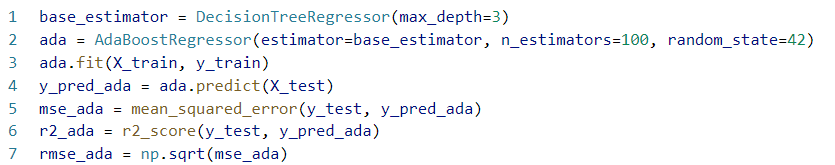 1 base_estimator = DecisionTreeRegressor(max_depth=3)
2 ada = AdaBoostRegressor(estimator=base_estimator, n_estimators=100, random_state=42)
3 ada.fit(X_train, y_train)
4 y_pred_ada = ada.predict(X_test)
5 mse_ada = mean_squared_error(y_test, y_pred_ada)
6 r2_ada = r2_score(y_test, y_pred_ada)
7 rmse_ada = np.sqrt(mse_ada)